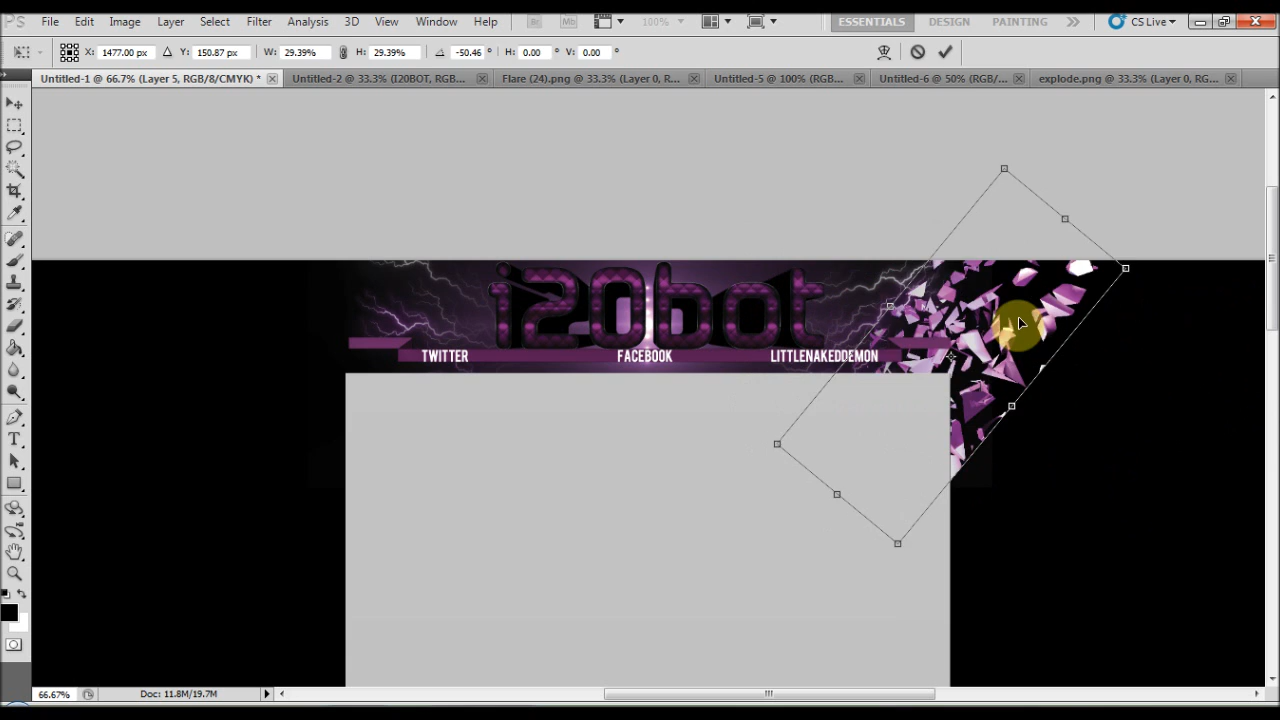 PS File Edit Image Layer Select Filter Analysis 3D View Window Help Br Mb 100% ESSENTIALS DESIGN PAINTING CS Live
X: 1477.00 px Y: 150.87 px W: 29.39% H: 29.39% -50.46 ° H: 0.00 ° V: 0.00 °
Untitled-1 @ 66.7% (Layer 5, RGB/8/CMYK) * Untitled-2 @ 33.3% (I20BOT, RGB... Flare (24).png @ 33.3% (Layer 0, R... Untitled-5 @ 100% (RGB... Untitled-6 @ 50% (RGB/... explode.png @ 33.3% (Layer 0, RG...
i20bot
TWITTER FACEBOOK LITTLENAKEDDEMON
66.67% Doc: 11.8M/19.7M